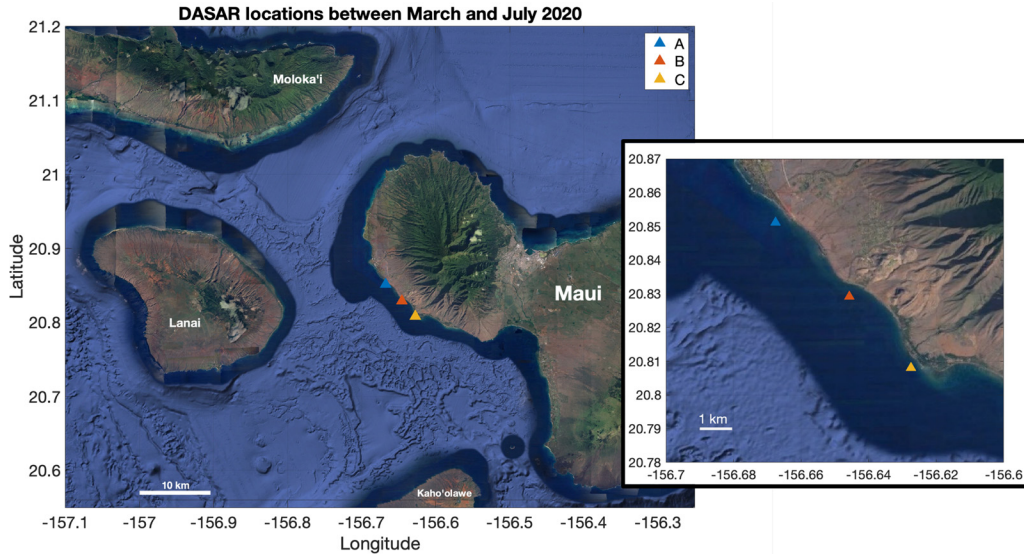 DASAR locations between March and July 2020
21.2
21.1
21
20.9
20.8
20.7
20.6
Latitude
-157.1
-157
-156.9
-156.8
-156.7
-156.6
-156.5
-156.4
-156.3
Longitude
A
B
C
Moloka'i
Lanai
Maui
Kaho'olawe
10 km
20.87
20.86
20.85
20.84
20.83
20.82
20.81
20.8
20.79
20.78
-156.7
-156.68
-156.66
-156.64
-156.62
-156.6
1 km